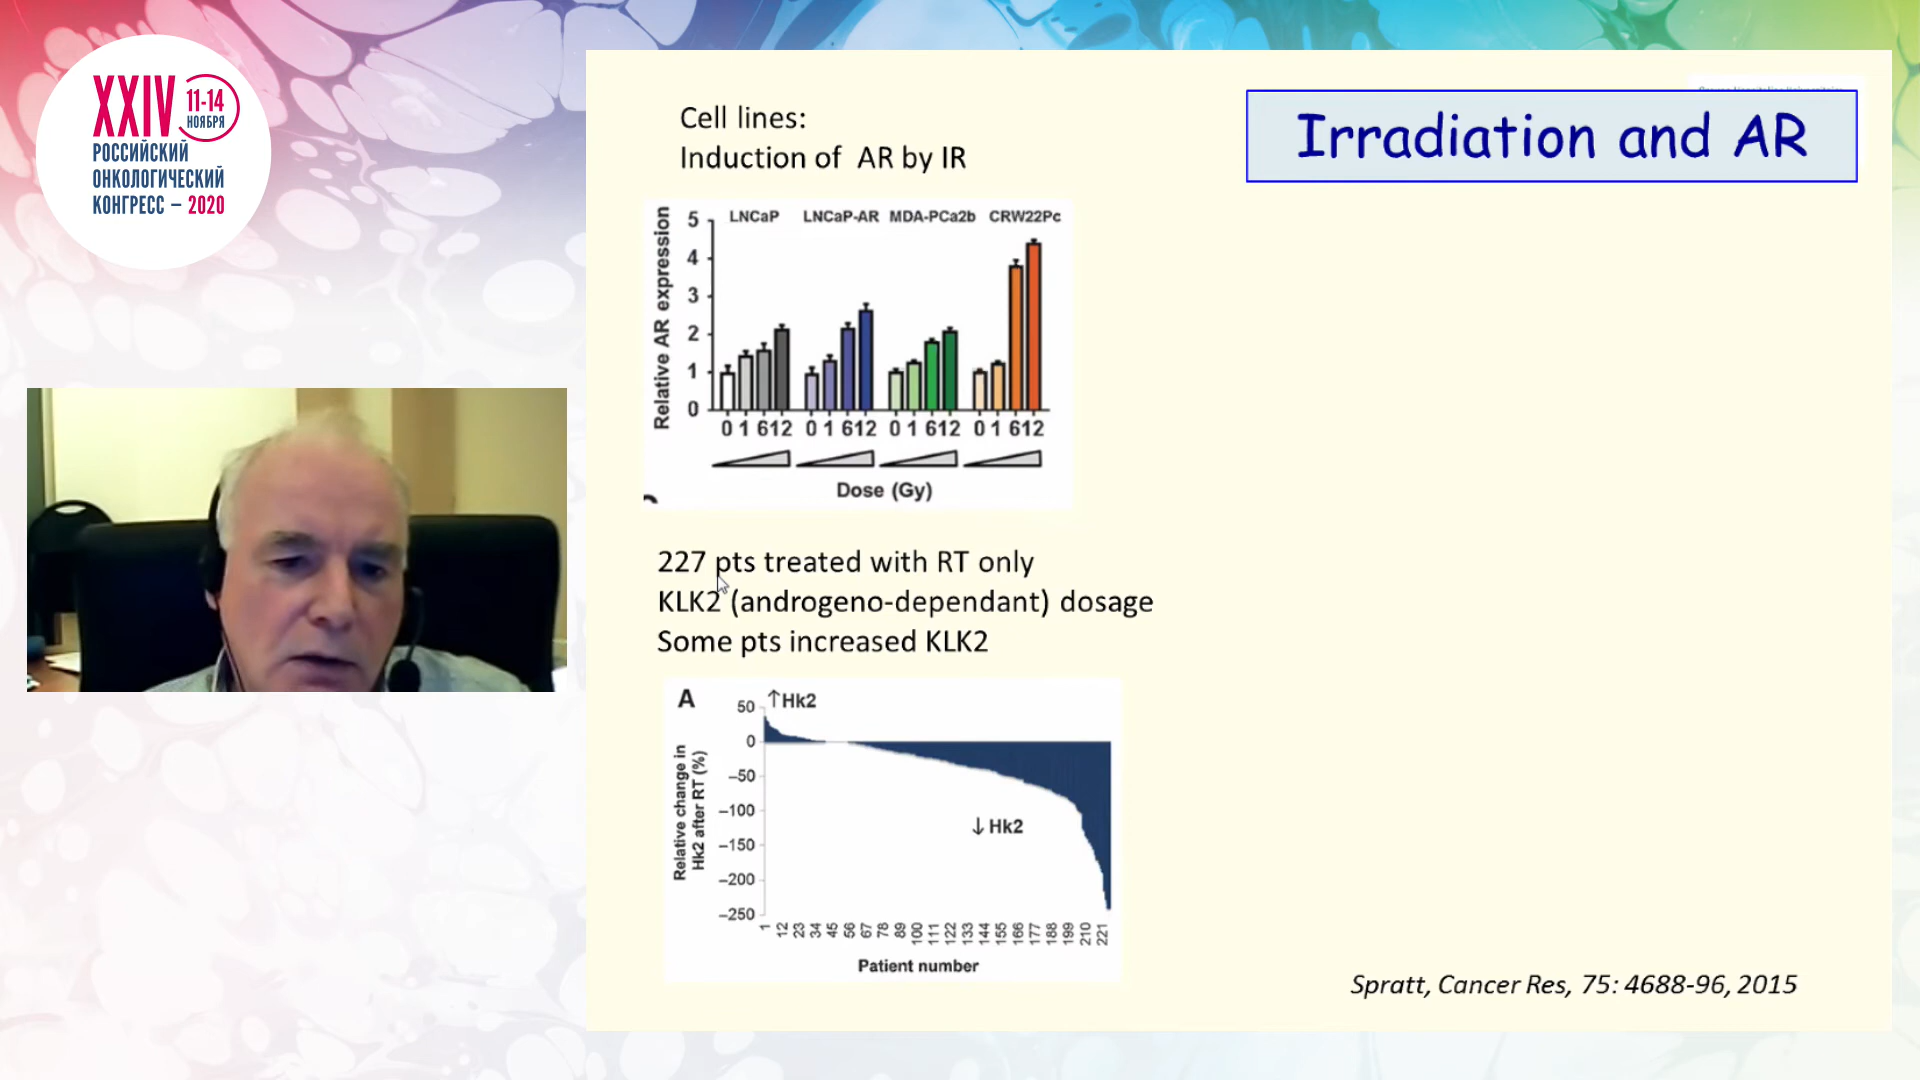 XXIV 11-14
НОЯБРЯ
РОССИЙСКИЙ
ОНКОЛОГИЧЕСКИЙ
КОНГРЕСС – 2020
Irradiation and AR
Cell lines:
Induction of AR by IR
LNCaP LNCaP-AR MDA-PCa2b CRW22Pc
Relative AR expression
5
4
3
2
1
0
0 1 6 12 0 1 6 12 0 1 6 12 0 1 6 12
Dose (Gy)
227 pts treated with RT only
KLK2 (androgeno-dependant) dosage
Some pts increased KLK2
A
↑Hk2
Relative change in
Hk2 after RT (%)
50
0
−50
−100
−150
−200
−250
↓ Hk2
1 12 23 34 45 56 67 78 89 100 111 122 133 144 155 166 177 188 199 210 221
Patient number
Spratt, Cancer Res, 75: 4688-96, 2015